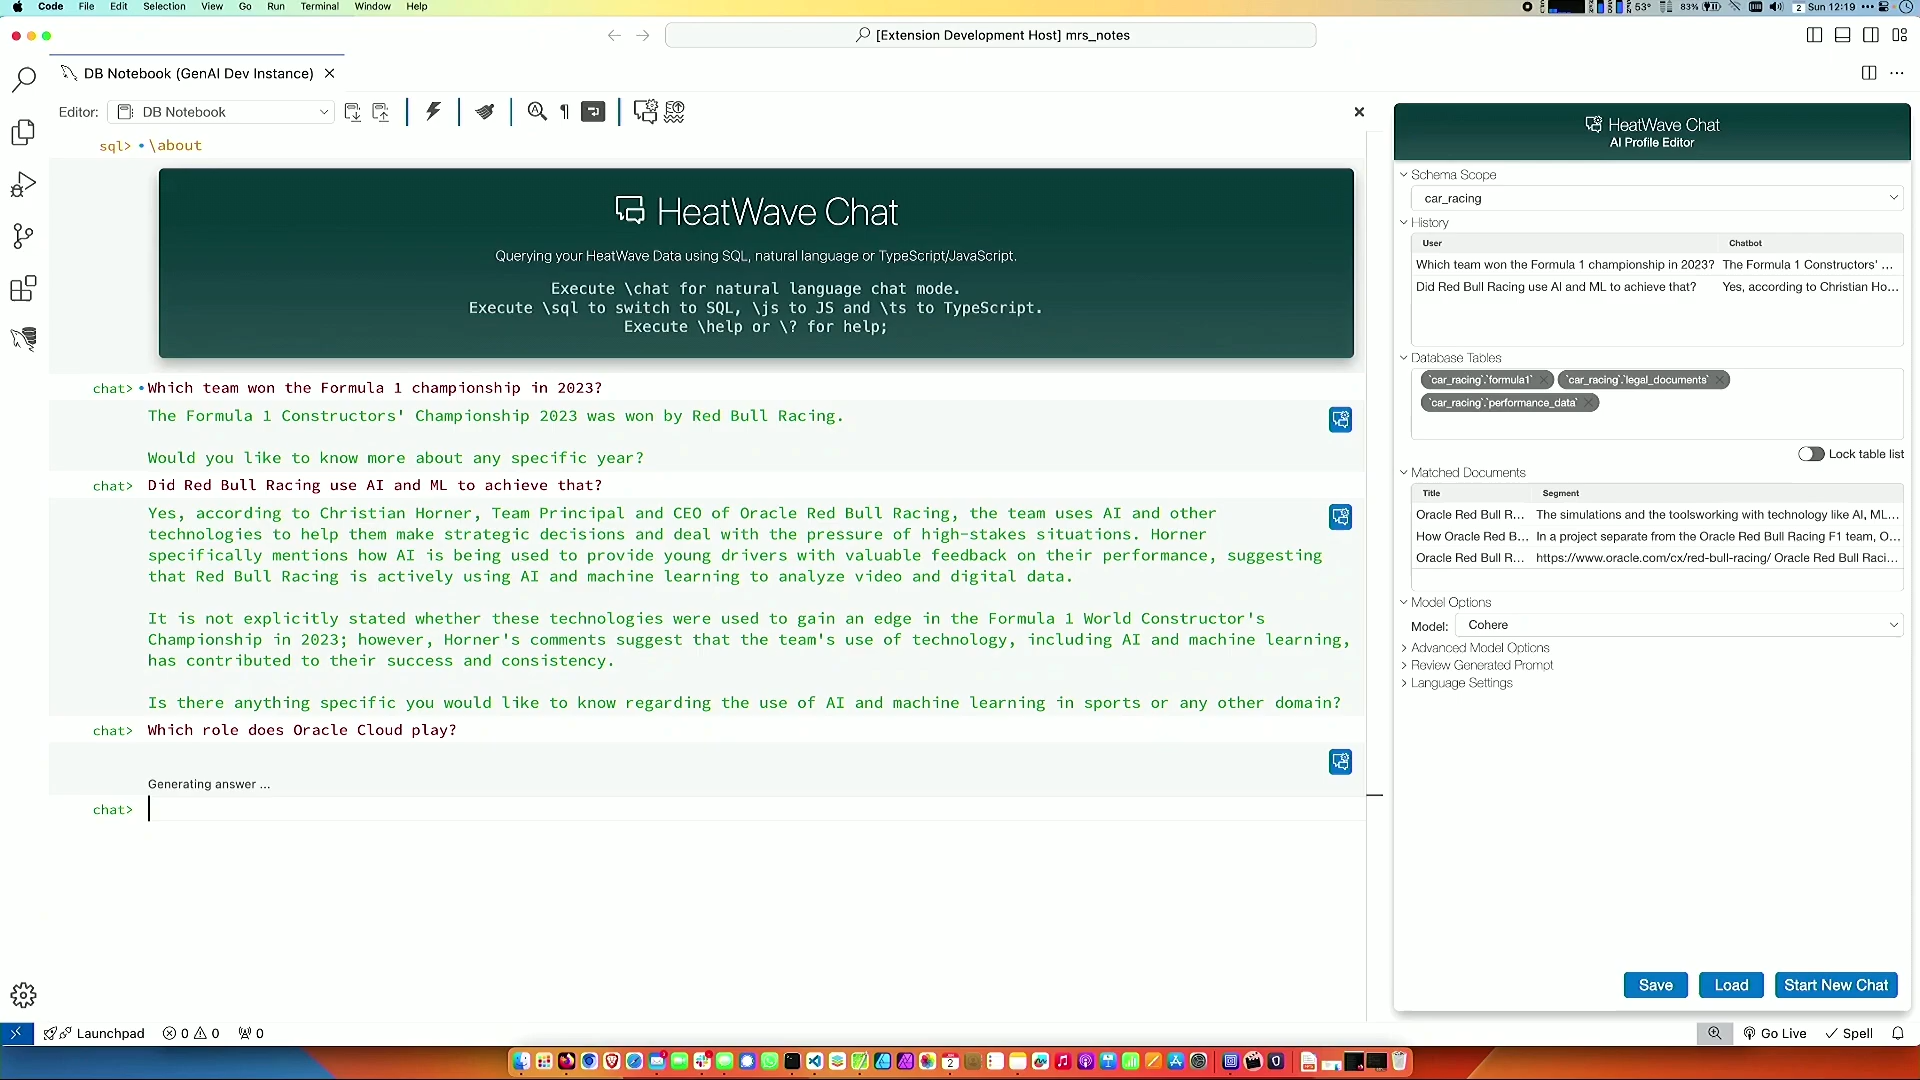 Code File Edit Selection View Go Run Terminal Window Help
53° 83% 2 Sun 12:19
[Extension Development Host] mrs_notes
DB Notebook (GenAI Dev Instance)
Editor: DB Notebook
sql> \about
HeatWave Chat
Querying your HeatWave Data using SQL, natural language or TypeScript/JavaScript.
Execute \chat for natural language chat mode.
Execute \sql to switch to SQL, \js to JS and \ts to TypeScript.
Execute \help or \? for help;
chat> Which team won the Formula 1 championship in 2023?
The Formula 1 Constructors' Championship 2023 was won by Red Bull Racing.
Would you like to know more about any specific year?
chat> Did Red Bull Racing use AI and ML to achieve that?
Yes, according to Christian Horner, Team Principal and CEO of Oracle Red Bull Racing, the team uses AI and other
technologies to help them make strategic decisions and deal with the pressure of high-stakes situations. Horner
specifically mentions how AI is being used to provide young drivers with valuable feedback on their performance, suggesting
that Red Bull Racing is actively using AI and machine learning to analyze video and digital data.
It is not explicitly stated whether these technologies were used to gain an edge in the Formula 1 World Constructor's
Championship in 2023; however, Horner's comments suggest that the team's use of technology, including AI and machine learning,
has contributed to their success and consistency.
Is there anything specific you would like to know regarding the use of AI and machine learning in sports or any other domain?
chat> Which role does Oracle Cloud play?
Generating answer ...
chat>
HeatWave Chat
AI Profile Editor
Schema Scope
car_racing
History
User Chatbot
Which team won the Formula 1 championship in 2023? The Formula 1 Constructors' ...
Did Red Bull Racing use AI and ML to achieve that? Yes, according to Christian Ho...
Database Tables
`car_racing`.`formula1` `car_racing`.`legal_documents`
`car_racing`.`performance_data`
Lock table list
Matched Documents
Title Segment
Oracle Red Bull R... The simulations and the toolsworking with technology like AI, ML...
How Oracle Red B... In a project separate from the Oracle Red Bull Racing F1 team, O...
Oracle Red Bull R... https://www.oracle.com/cx/red-bull-racing/ Oracle Red Bull Raci...
Model Options
Model: Cohere
Advanced Model Options
Review Generated Prompt
Language Settings
Save Load Start New Chat
Launchpad 0 0 0
Go Live Spell